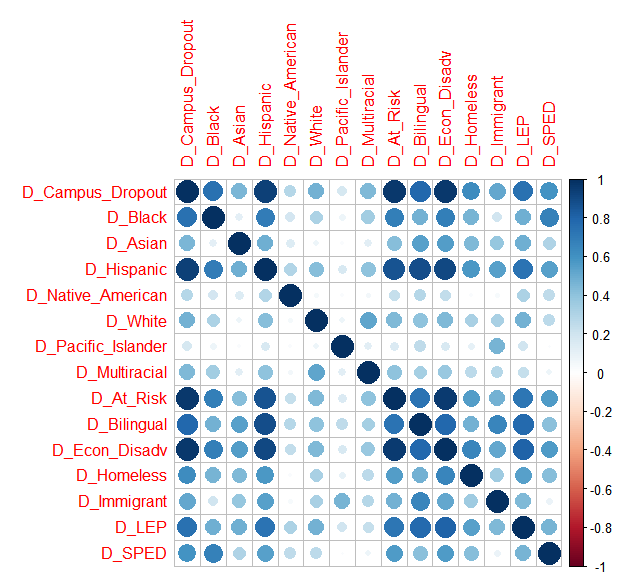 D_Campus_Dropout
D_Black
D_Asian
D_Hispanic
D_Native_American
D_White
D_Pacific_Islander
D_Multiracial
D_At_Risk
D_Bilingual
D_Econ_Disadv
D_Homeless
D_Immigrant
D_LEP
D_SPED
D_Campus_Dropout
D_Black
D_Asian
D_Hispanic
D_Native_American
D_White
D_Pacific_Islander
D_Multiracial
D_At_Risk
D_Bilingual
D_Econ_Disadv
D_Homeless
D_Immigrant
D_LEP
D_SPED
1
0.8
0.6
0.4
0.2
0
-0.2
-0.4
-0.6
-0.8
-1